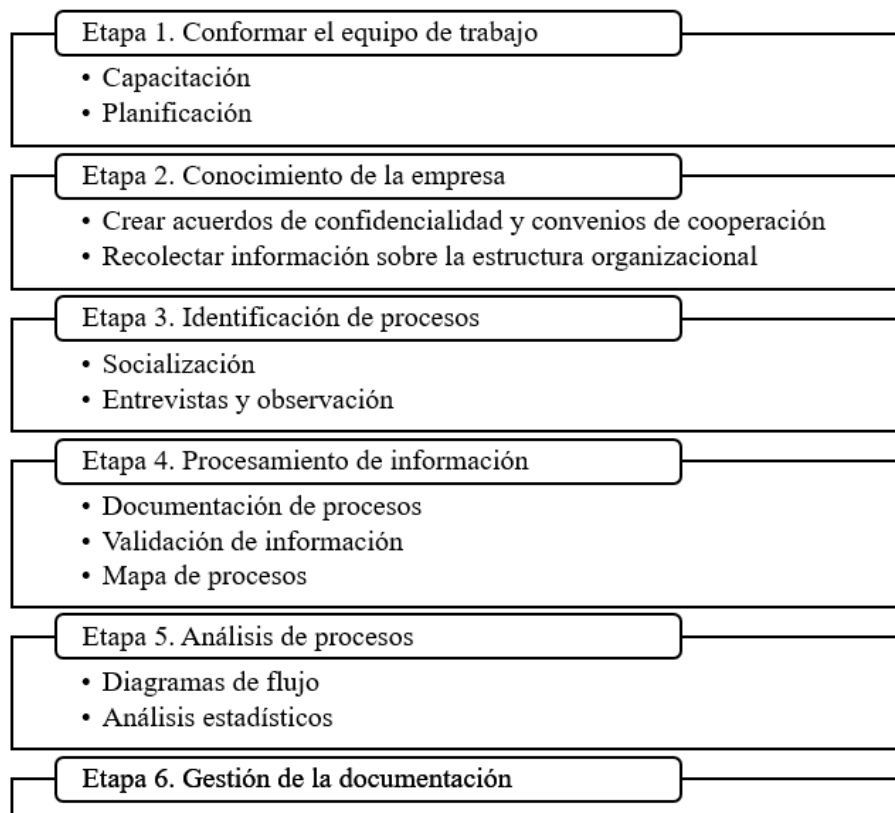 Etapa 1. Conformar el equipo de trabajo
• Capacitación
• Planificación
Etapa 2. Conocimiento de la empresa
• Crear acuerdos de confidencialidad y convenios de cooperación
• Recolectar información sobre la estructura organizacional
Etapa 3. Identificación de procesos
• Socialización
• Entrevistas y observación
Etapa 4. Procesamiento de información
• Documentación de procesos
• Validación de información
• Mapa de procesos
Etapa 5. Análisis de procesos
• Diagramas de flujo
• Análisis estadísticos
Etapa 6. Gestión de la documentación